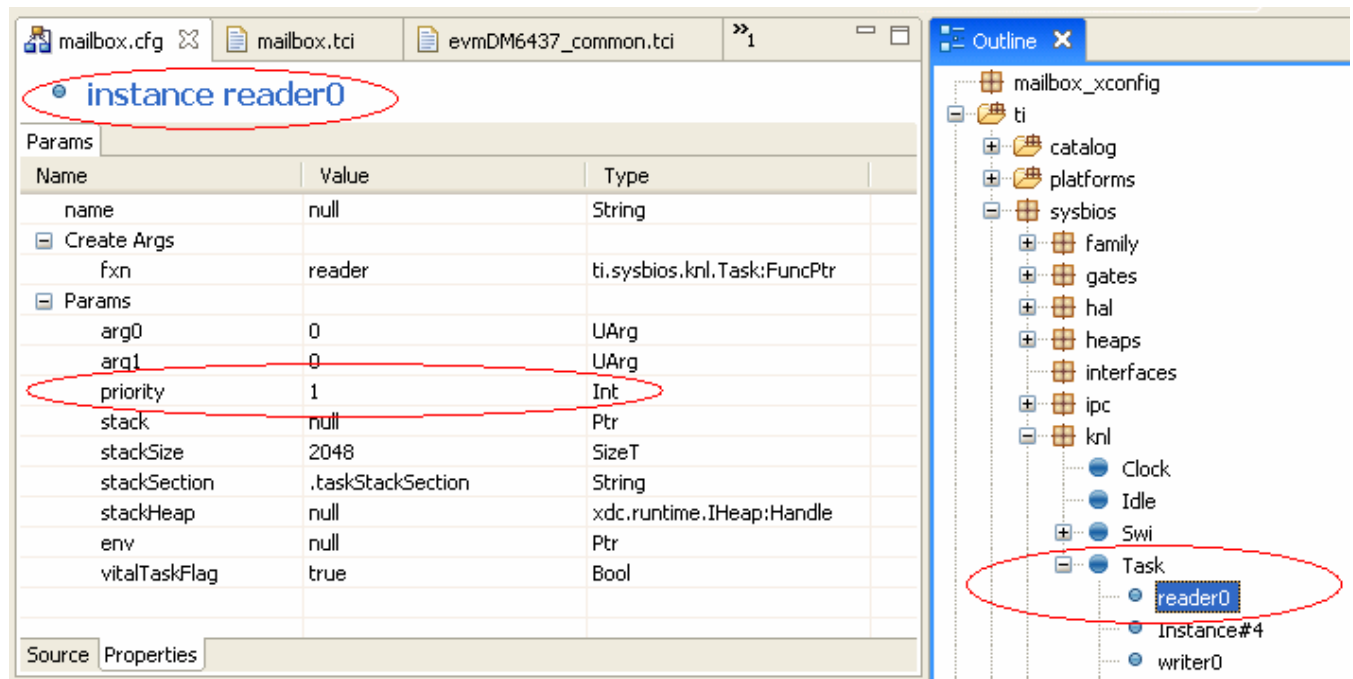 mailbox.cfg mailbox.tci evmDM6437_common.tci »1
instance reader0
Params
Name Value Type
name null String
Create Args
fxn reader ti.sysbios.knl.Task:FuncPtr
Params
arg0 0 UArg
arg1 0 UArg
priority 1 Int
stack null Ptr
stackSize 2048 SizeT
stackSection .taskStackSection String
stackHeap null xdc.runtime.IHeap:Handle
env null Ptr
vitalTaskFlag true Bool
Source Properties
Outline
mailbox_xconfig
ti
catalog
platforms
sysbios
family
gates
hal
heaps
interfaces
ipc
knl
Clock
Idle
Swi
Task
reader0
Instance#4
writer0